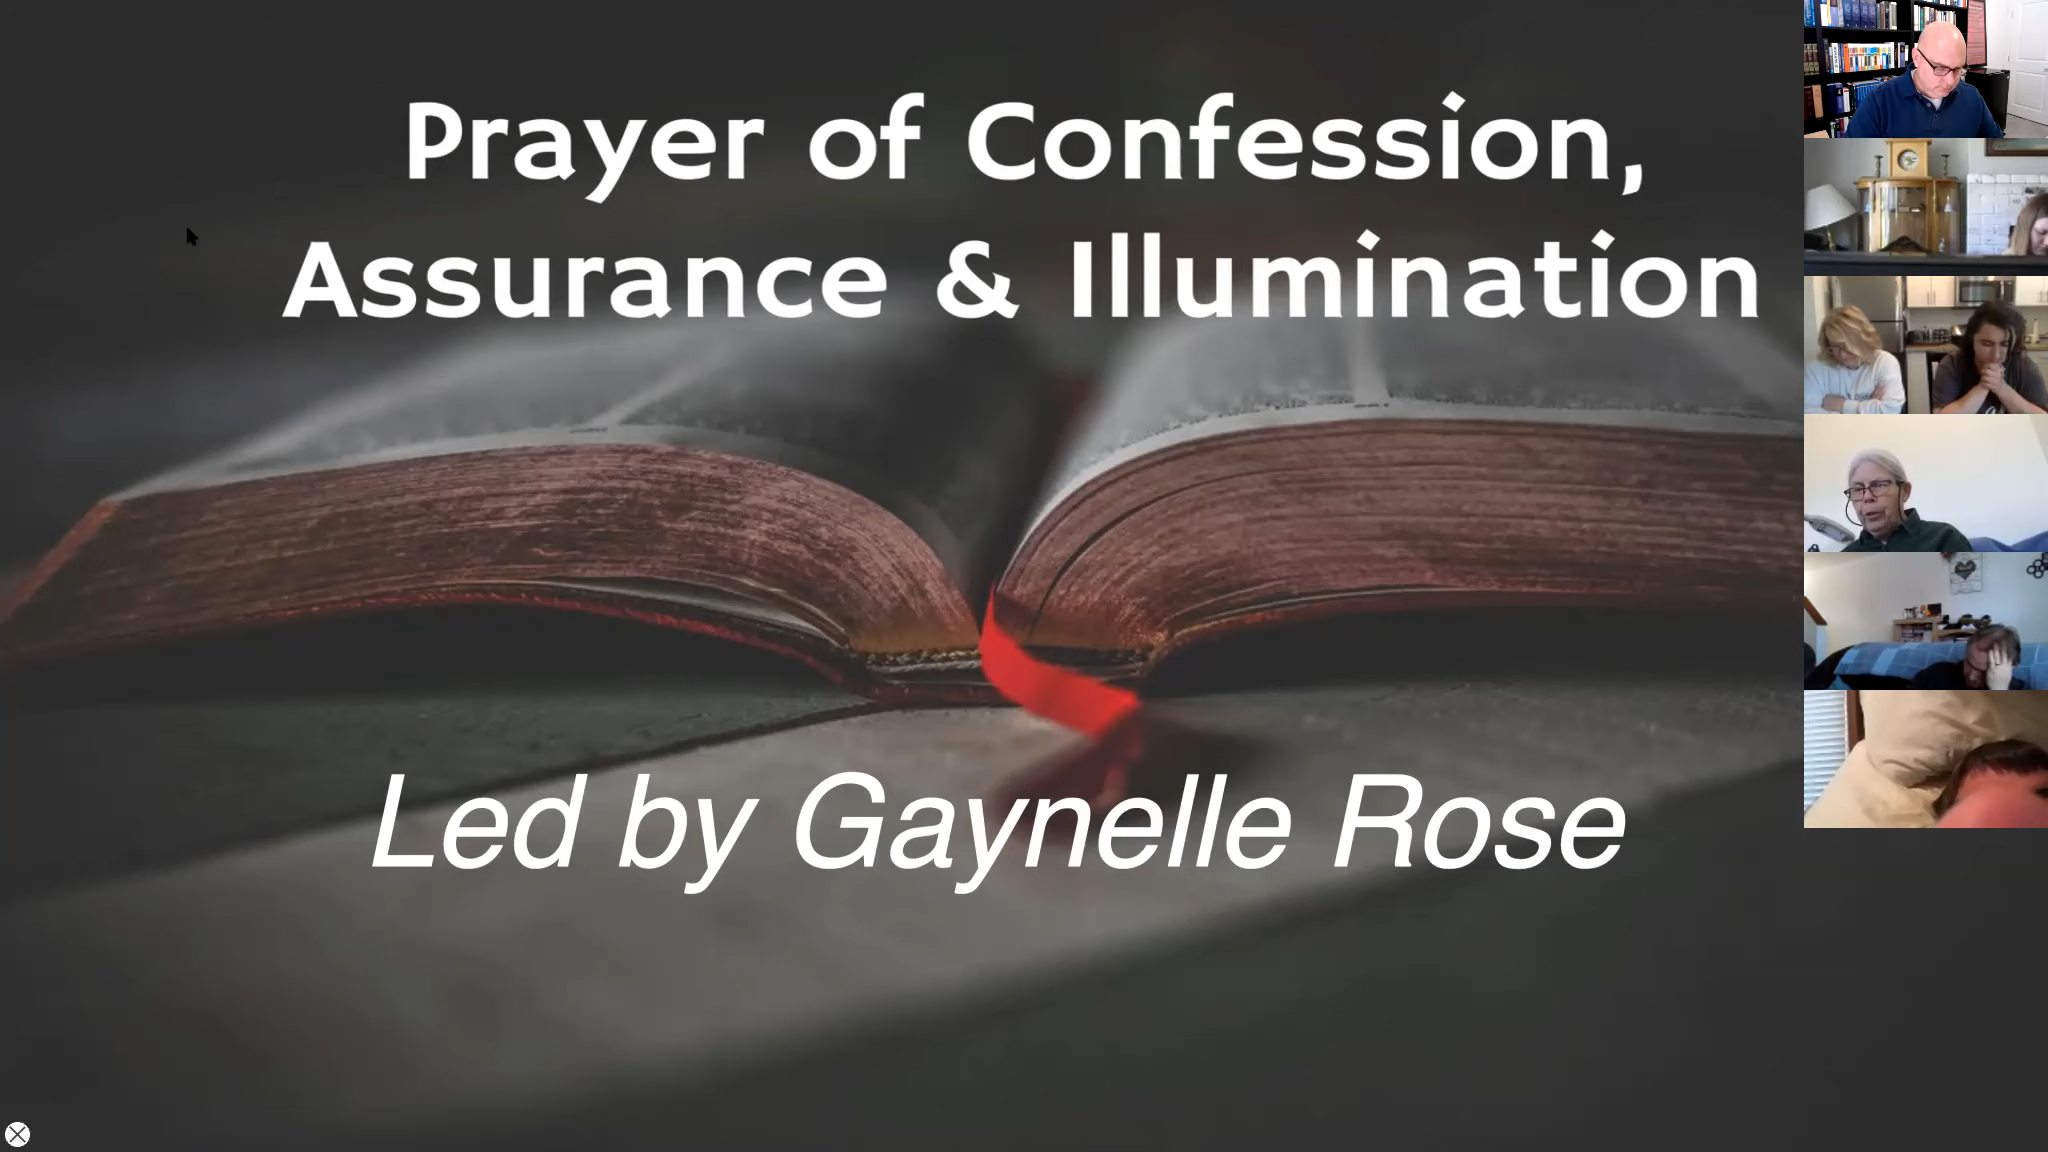 Prayer of Confession,
Assurance & Illumination
Led by Gaynelle Rose